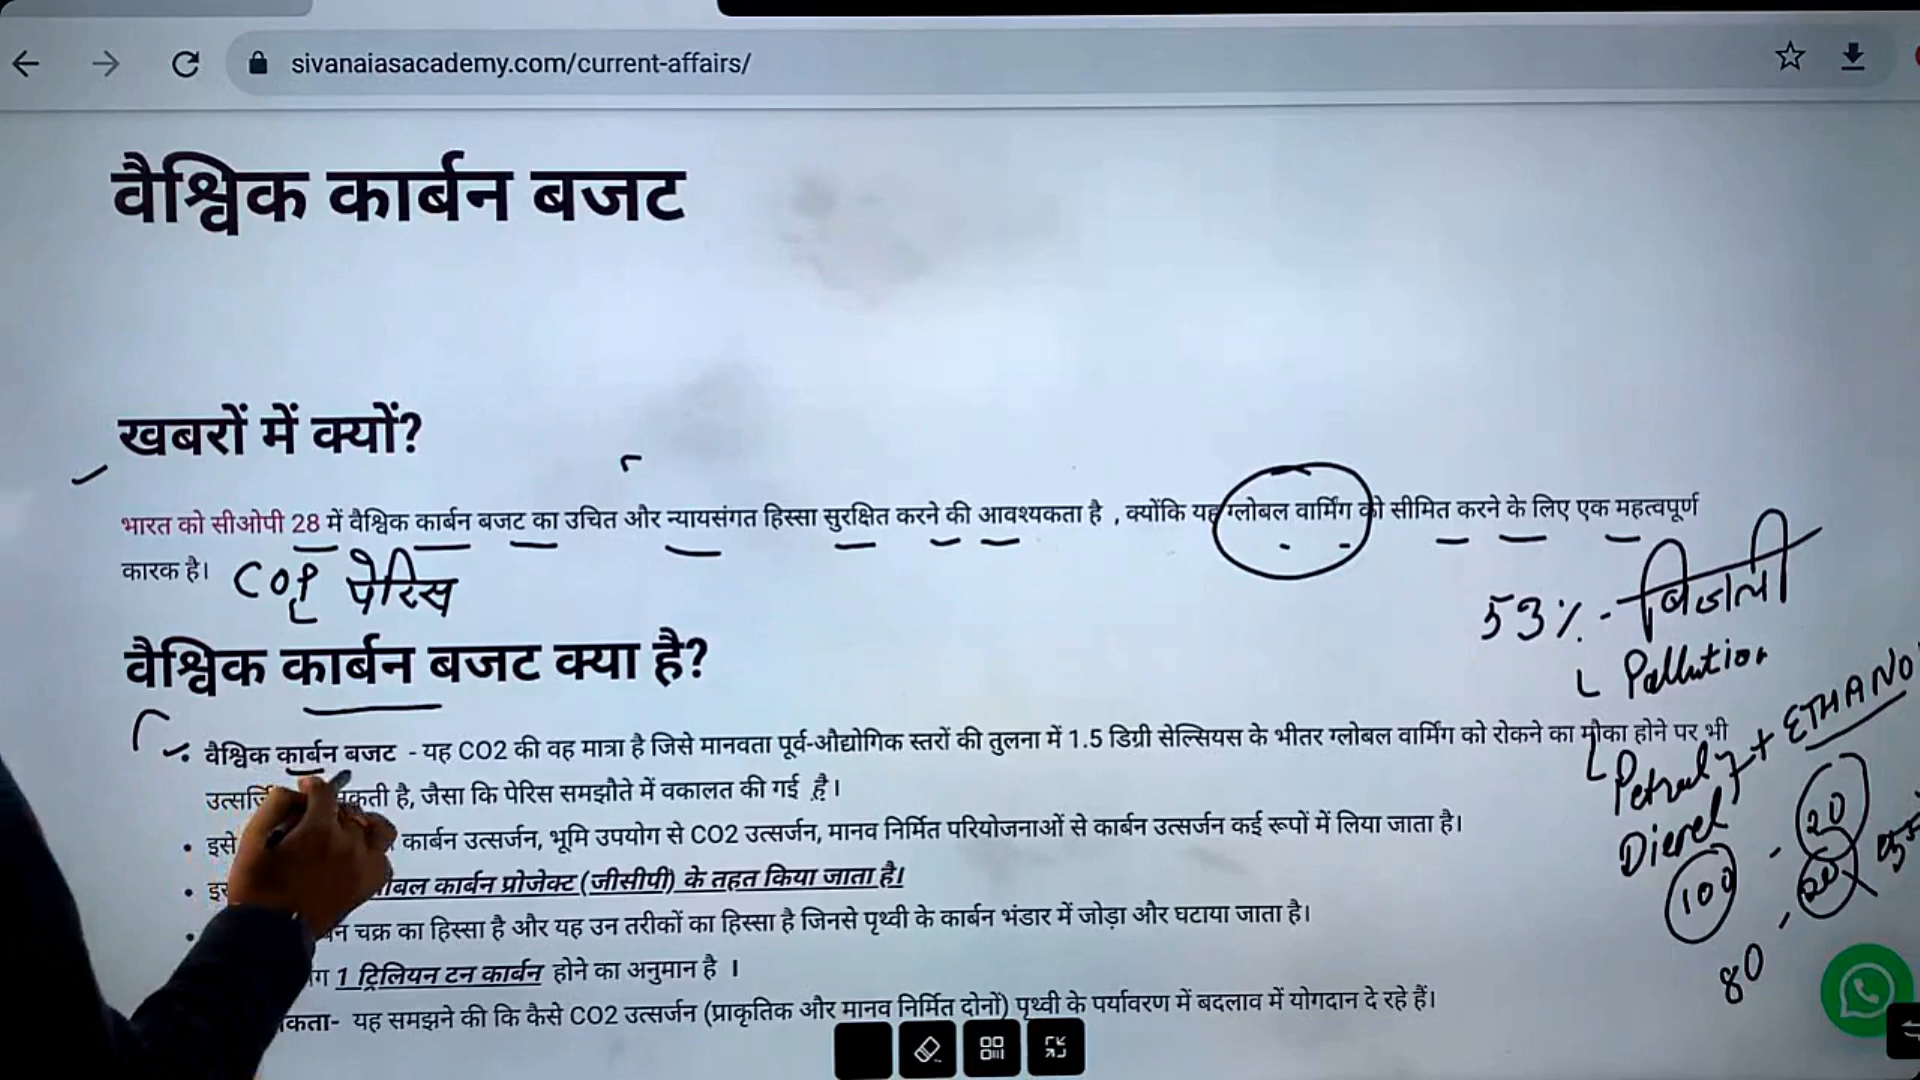 sivanaiasacademy.com/current-affairs/
वैश्विक कार्बन बजट
खबरों में क्यों?
भारत को सीओपी 28 में वैश्विक कार्बन बजट का उचित और न्यायसंगत हिस्सा सुरक्षित करने की आवश्यकता है , क्योंकि यह ग्लोबल वार्मिंग को सीमित करने के लिए एक महत्वपूर्ण
कारक है।
COP पेरिस
53% - बिजली
Pollution
वैश्विक कार्बन बजट क्या है?
वैश्विक कार्बन बजट - यह CO2 की वह मात्रा है जिसे मानवता पूर्व-औद्योगिक स्तरों की तुलना में 1.5 डिग्री सेल्सियस के भीतर ग्लोबल वार्मिंग को रोकने का मौका होने पर भी
है, जैसा कि पेरिस समझौते में वकालत की गई है।
कार्बन उत्सर्जन, भूमि उपयोग से CO2 उत्सर्जन, मानव निर्मित परियोजनाओं से कार्बन उत्सर्जन कई रूपों में लिया जाता है।
कार्बन प्रोजेक्ट (जीसीपी) के तहत किया जाता है।
चक्र का हिस्सा है और यह उन तरीकों का हिस्सा है जिनसे पृथ्वी के कार्बन भंडार में जोड़ा और घटाया जाता है।
1 ट्रिलियन टन कार्बन होने का अनुमान है ।
यह समझने की कि कैसे CO2 उत्सर्जन (प्राकृतिक और मानव निर्मित दोनों) पृथ्वी के पर्यावरण में बदलाव में योगदान दे रहे हैं।
Petrol + ETHANO
Diesel
100 - 20
20
80